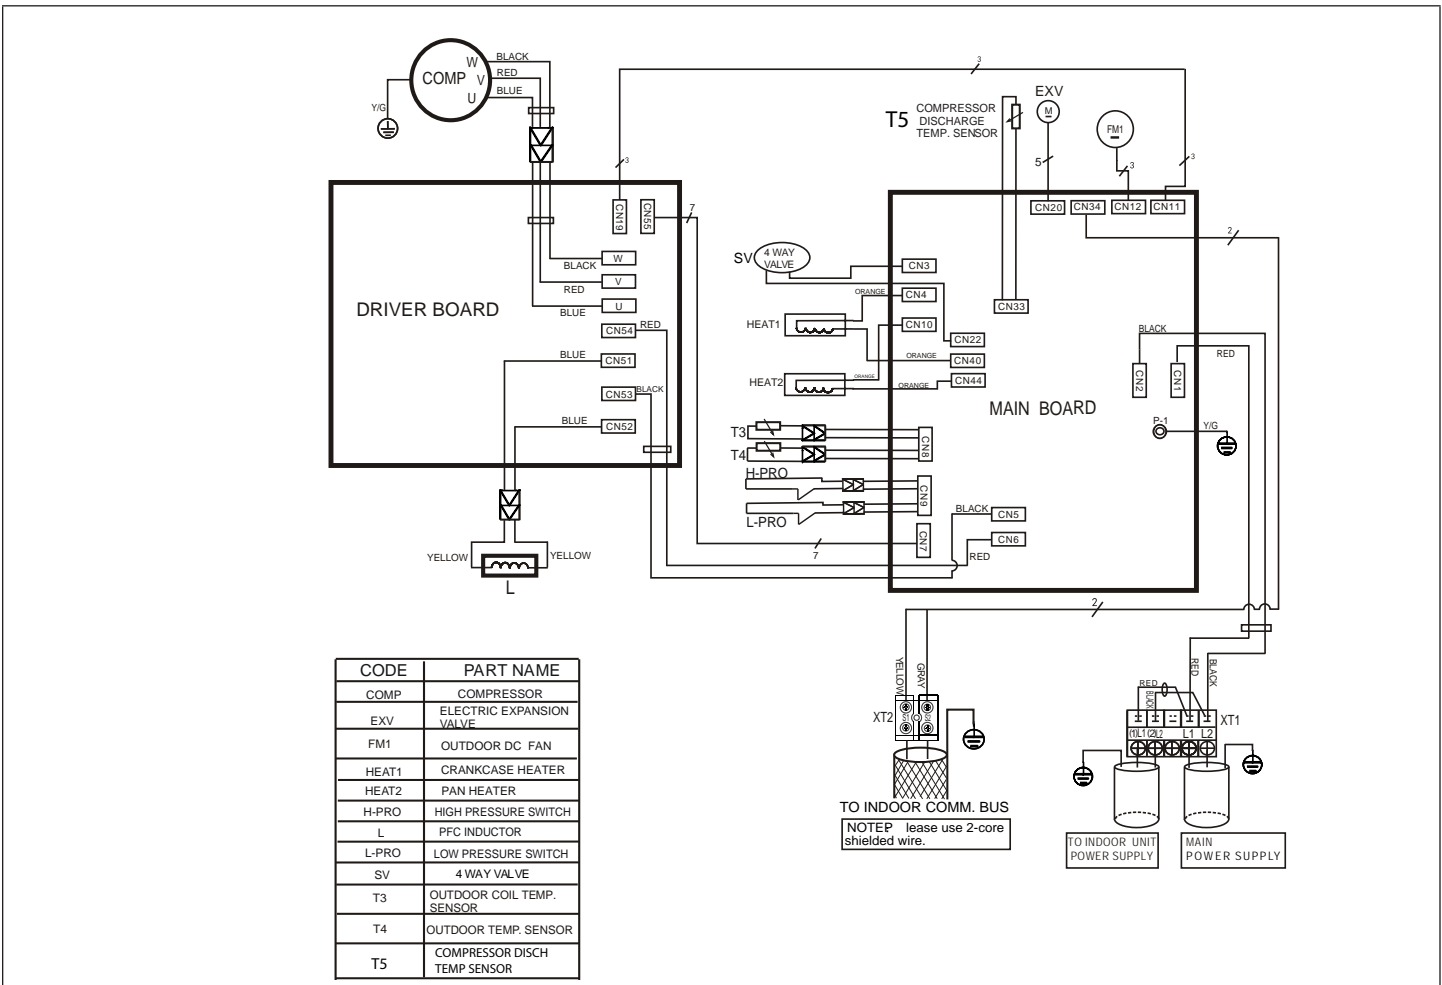 COMP
W
V
U
BLACK
RED
BLUE
Y/G
3
3
3
T5
COMPRESSOR
DISCHARGE
TEMP. SENSOR
EXV
M
5
FM1
3
DRIVER BOARD
CN19
CN55
7
W
BLACK
V
RED
U
BLUE
CN54
RED
BLUE
CN51
CN53
BLACK
BLUE
CN52
YELLOW
YELLOW
L
MAIN BOARD
CN20
CN34
CN12
CN11
2
SV
4 WAY
VALVE
CN3
ORANGE
CN4
CN33
HEAT1
CN10
CN22
ORANGE
CN40
HEAT2
ORANGE
ORANGE
CN44
BLACK
RED
CN2
CN1
P-1
Y/G
T3
T4
CN8
H-PRO
L-PRO
CN9
CN7
7
BLACK
CN5
CN6
RED
2
YELLOW
GRAY
XT2
S1
S2
TO INDOOR COMM. BUS
NOTEP lease use 2-core
shielded wire.
RED
BLACK
RED
BLACK
XT1
(1)L1
(2)L2
L1
L2
TO INDOOR UNIT
POWER SUPPLY
MAIN
POWER SUPPLY
CODE PART NAME
COMP COMPRESSOR
EXV ELECTRIC EXPANSION
VALVE
FM1 OUTDOOR DC FAN
HEAT1 CRANKCASE HEATER
HEAT2 PAN HEATER
H-PRO HIGH PRESSURE SWITCH
L PFC INDUCTOR
L-PRO LOW PRESSURE SWITCH
SV 4 WAY VALVE
T3 OUTDOOR COIL TEMP.
SENSOR
T4 OUTDOOR TEMP. SENSOR
T5 COMPRESSOR DISCH
TEMP SENSOR